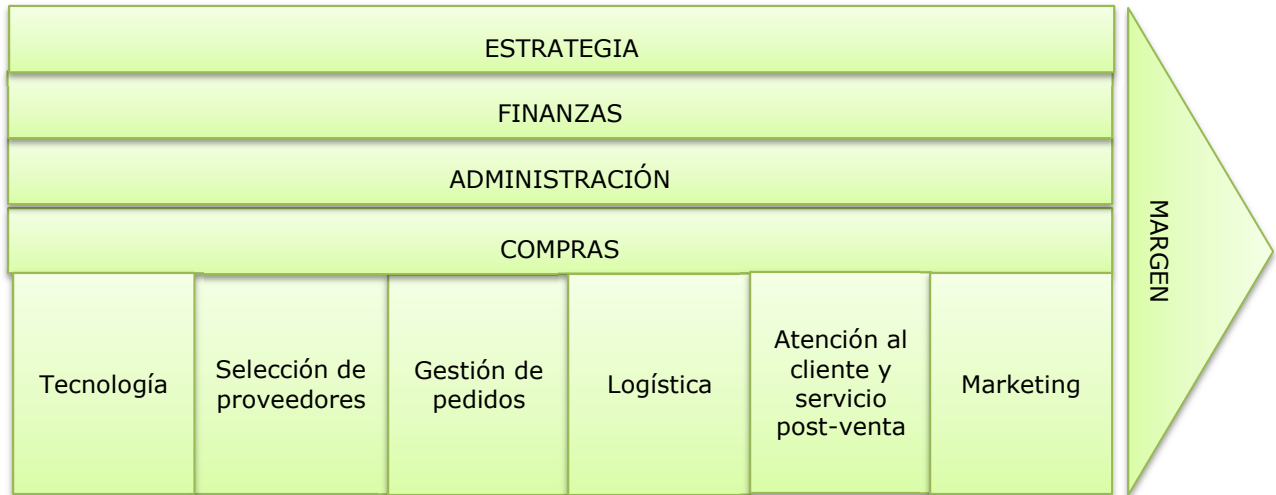 ESTRATEGIA
FINANZAS
ADMINISTRACIÓN
COMPRAS
Tecnología
Selección de
proveedores
Gestión de
pedidos
Logística
Atención al
cliente y
servicio
post-venta
Marketing
MARGEN